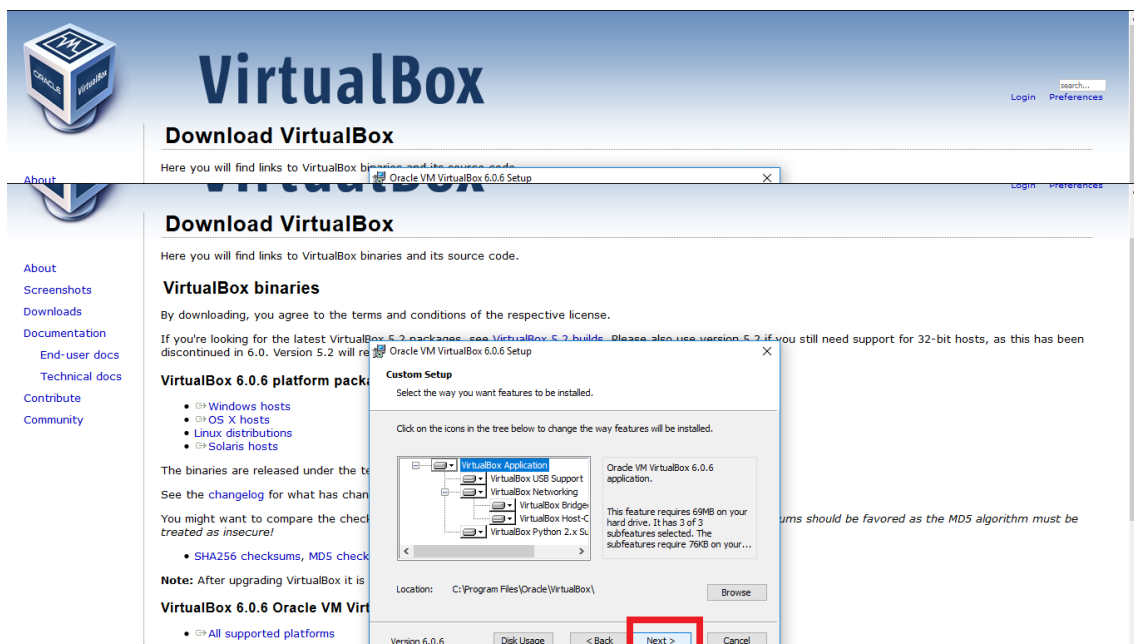 ORACLE
VirtualBox
VirtualBox
search...
Login Preferences
Download VirtualBox
Here you will find links to VirtualBox binaries and its source code.
About
Oracle VM VirtualBox 6.0.6 Setup
VirtualBox
Login Preferences
Download VirtualBox
Here you will find links to VirtualBox binaries and its source code.
About
Screenshots
Downloads
Documentation
End-user docs
Technical docs
Contribute
Community
VirtualBox binaries
By downloading, you agree to the terms and conditions of the respective license.
If you're looking for the latest VirtualBox 5.2 packages, see VirtualBox 5.2 builds. Please also use version 5.2 if you still need support for 32-bit hosts, as this has been
discontinued in 6.0. Version 5.2 will re
VirtualBox 6.0.6 platform packa
Windows hosts
OS X hosts
Linux distributions
Solaris hosts
The binaries are released under the te
See the changelog for what has chan
You might want to compare the check
ums should be favored as the MD5 algorithm must be
treated as insecure!
SHA256 checksums, MD5 check
Note: After upgrading VirtualBox it is
VirtualBox 6.0.6 Oracle VM Virt
All supported platforms
Oracle VM VirtualBox 6.0.6 Setup
Custom Setup
Select the way you want features to be installed.
Click on the icons in the tree below to change the way features will be installed.
VirtualBox Application
VirtualBox USB Support
VirtualBox Networking
VirtualBox Bridge
VirtualBox Host-C
VirtualBox Python 2.x Su
Oracle VM VirtualBox 6.0.6
application.
This feature requires 69MB on your
hard drive. It has 3 of 3
subfeatures selected. The
subfeatures require 76KB on your...
Location: C:\Program Files\Oracle\VirtualBox\
Browse
Version 6.0.6
Disk Usage
< Back
Next >
Cancel